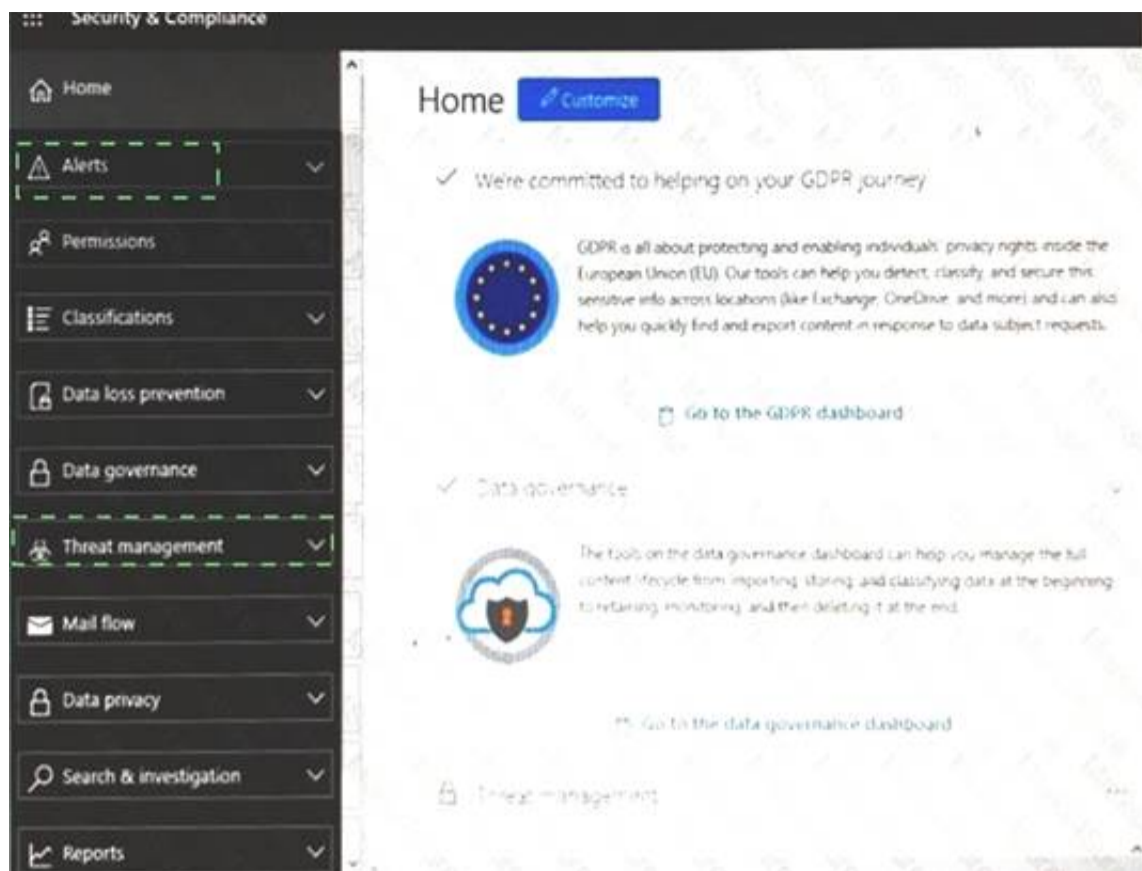 Security & Compliance
Home
Alerts
Permissions
Classifications
Data loss prevention
Data governance
Threat management
Mail flow
Data privacy
Search & investigation
Reports
Home
Customize
We're committed to helping on your GDPR journey
GDPR is all about protecting and enabling individuals' privacy rights inside the
European Union (EU). Our tools can help you detect, classify, and secure this
sensitive info across locations (like Exchange, OneDrive, and more) and can also
help you quickly find and export content in response to data subject requests.
Go to the GDPR dashboard
Data governance
The tools on the data governance dashboard can help you manage the full
content lifecycle from importing, storing, and classifying data at the beginning
to retaining, monitoring, and then deleting it at the end.
Go to the data governance dashboard
Threat management